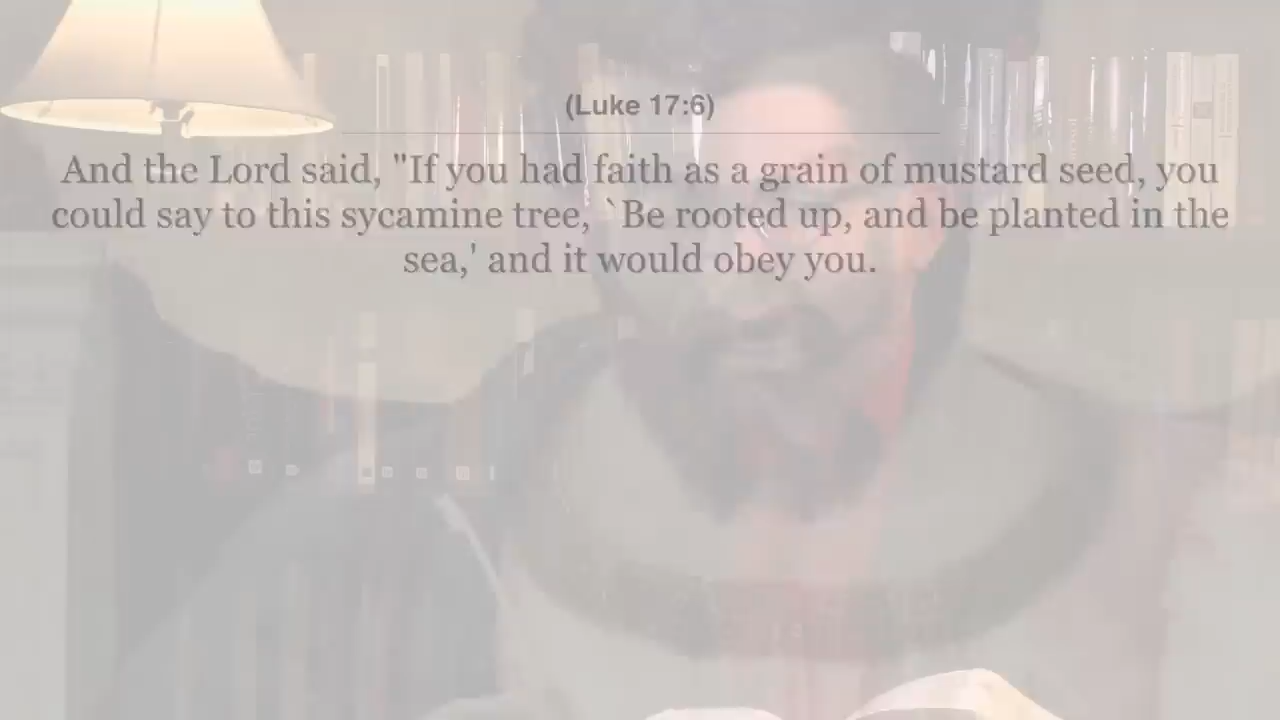 (Luke 17:6)
And the Lord said, "If you had faith as a grain of mustard seed, you
could say to this sycamine tree, `Be rooted up, and be planted in the
sea,' and it would obey you.